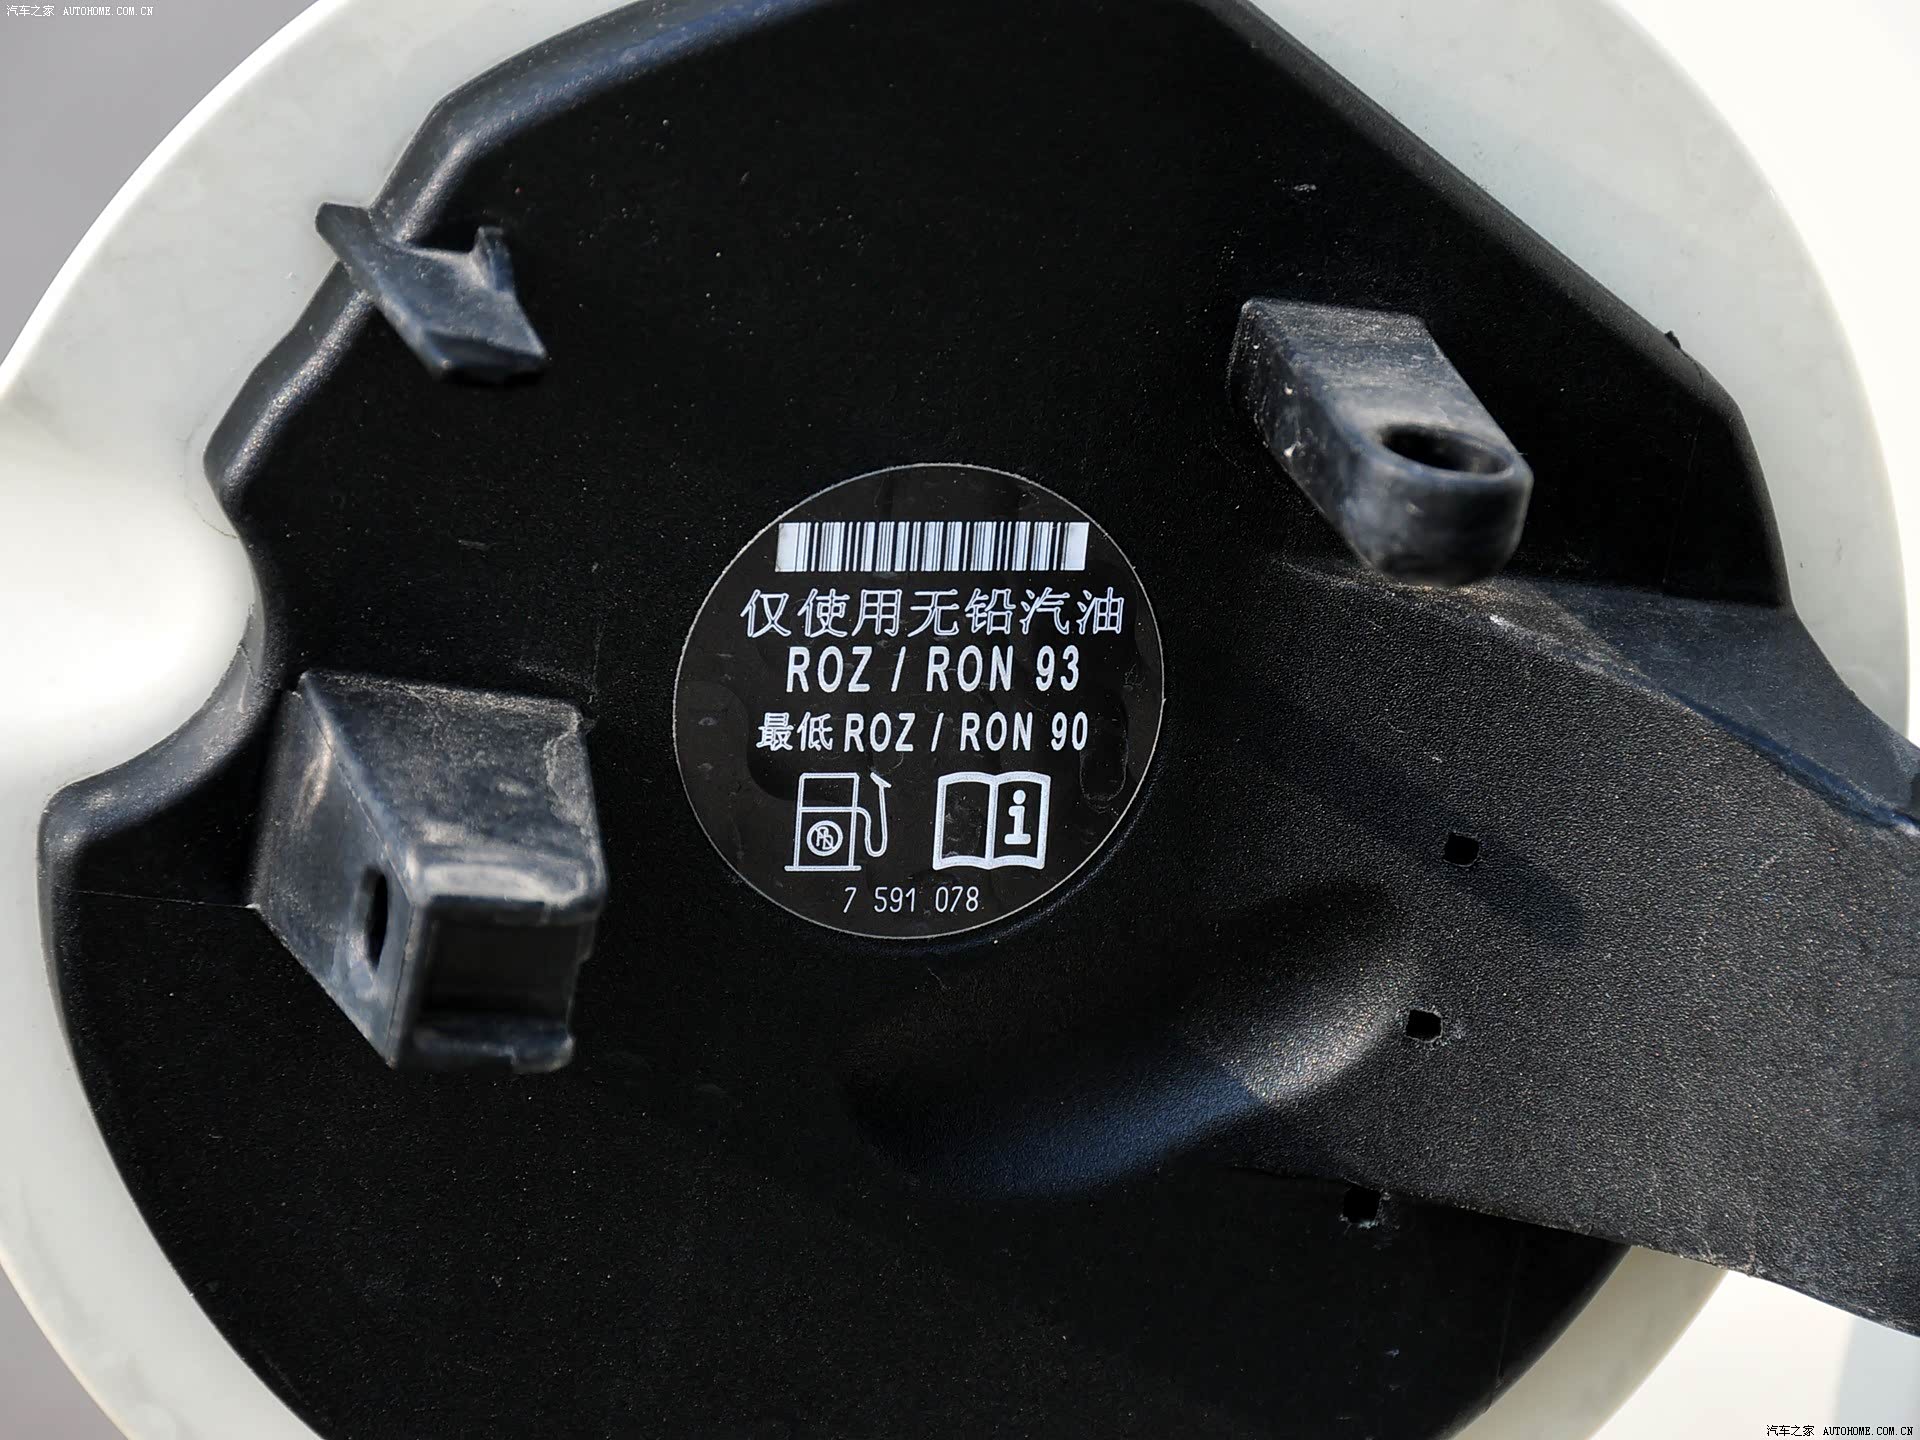 汽车之家 AUTOHOME.COM.CN
仅使用无铅汽油
ROZ / RON 93
最低 ROZ / RON 90
Pb
i
7 591 078
汽车之家 AUTOHOME.COM.CN